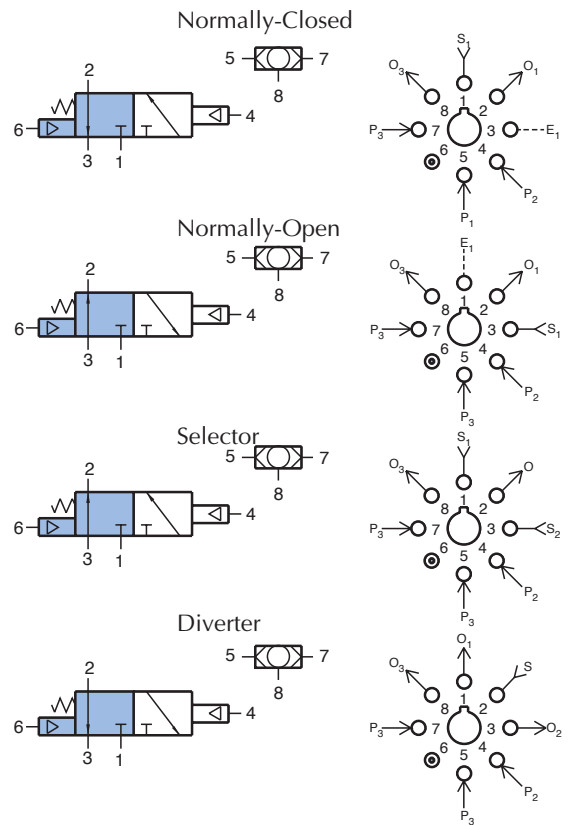 Normally-Closed
5 7
8
2
6 4
3 1
S1
O3 O1
1
8 2
P3 7 3 E1
6 4
5
P1 P2
Normally-Open
5 7
8
2
6 4
3 1
E1
O3 O1
1
8 2
P3 7 3 S1
6 4
5
P3 P2
Selector
5 7
8
2
6 4
3 1
S1
O3 O
1
8 2
P3 7 3 S2
6 4
5
P3 P2
Diverter
5 7
8
2
6 4
3 1
O1
O3 S
1
8 2
P3 7 3 O2
6 4
5
P3 P2